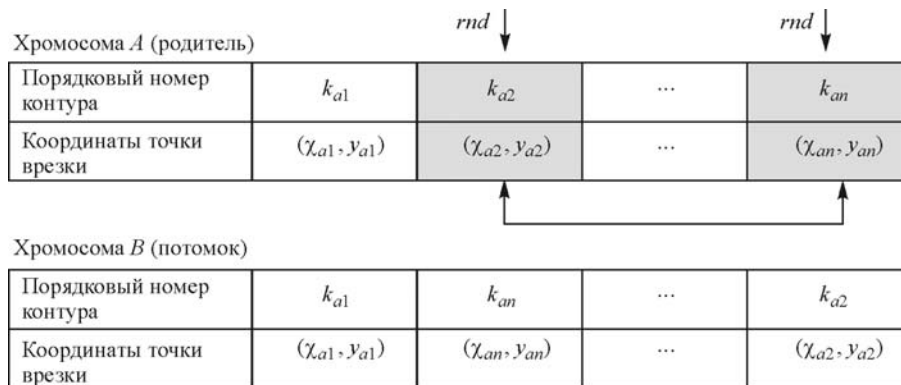 rnd rnd
Хромосома A (родитель)
Порядковый номер контура k_{a1} k_{a2} ... k_{an}
Координаты точки врезки (χ_{a1}, y_{a1}) (χ_{a2}, y_{a2}) ... (χ_{an}, y_{an})
Хромосома B (потомок)
Порядковый номер контура k_{a1} k_{an} ... k_{a2}
Координаты точки врезки (χ_{a1}, y_{a1}) (χ_{an}, y_{an}) ... (χ_{a2}, y_{a2})